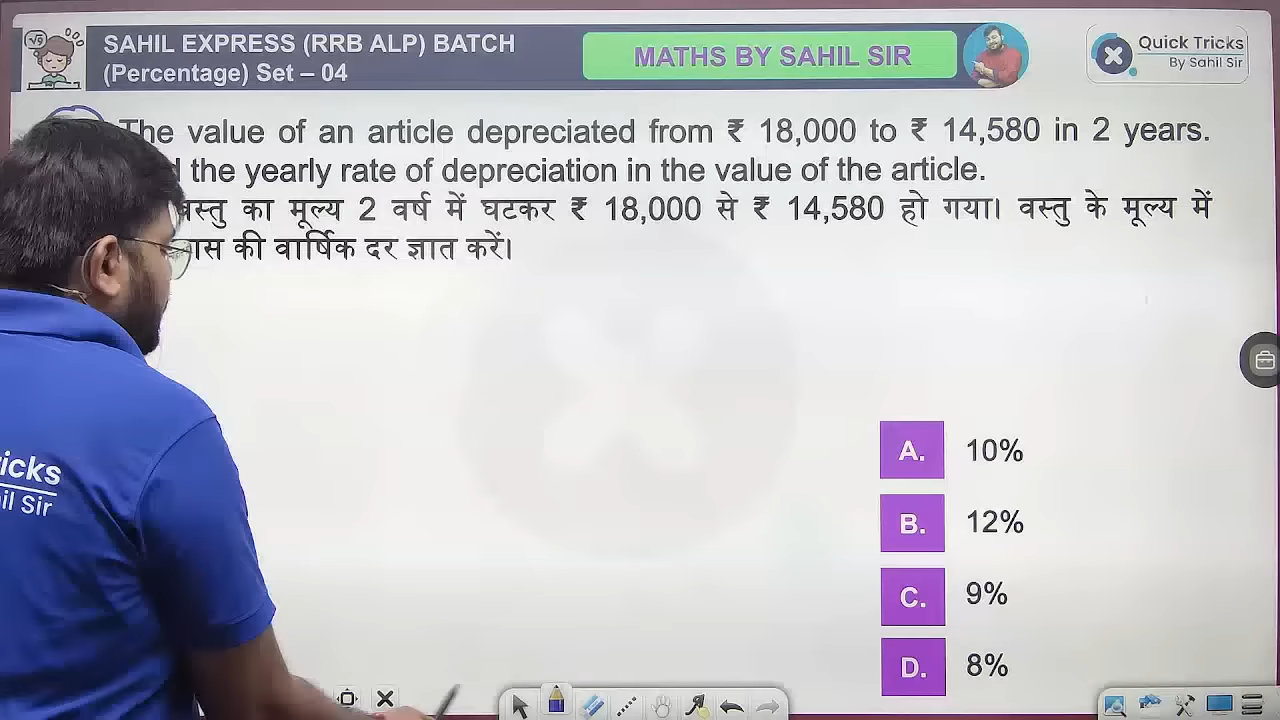 SAHIL EXPRESS (RRB ALP) BATCH
(Percentage) Set – 04
MATHS BY SAHIL SIR
Quick Tricks
By Sahil Sir
The value of an article depreciated from ₹ 18,000 to ₹ 14,580 in 2 years.
the yearly rate of depreciation in the value of the article.
वस्तु का मूल्य 2 वर्ष में घटकर ₹ 18,000 से ₹ 14,580 हो गया। वस्तु के मूल्य में
की वार्षिक दर ज्ञात करें।
A. 10%
B. 12%
C. 9%
D. 8%
Sir